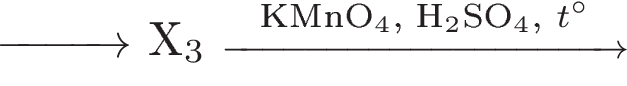 ⟶ X₃ ⟶ KMnO₄, H₂SO₄, t°